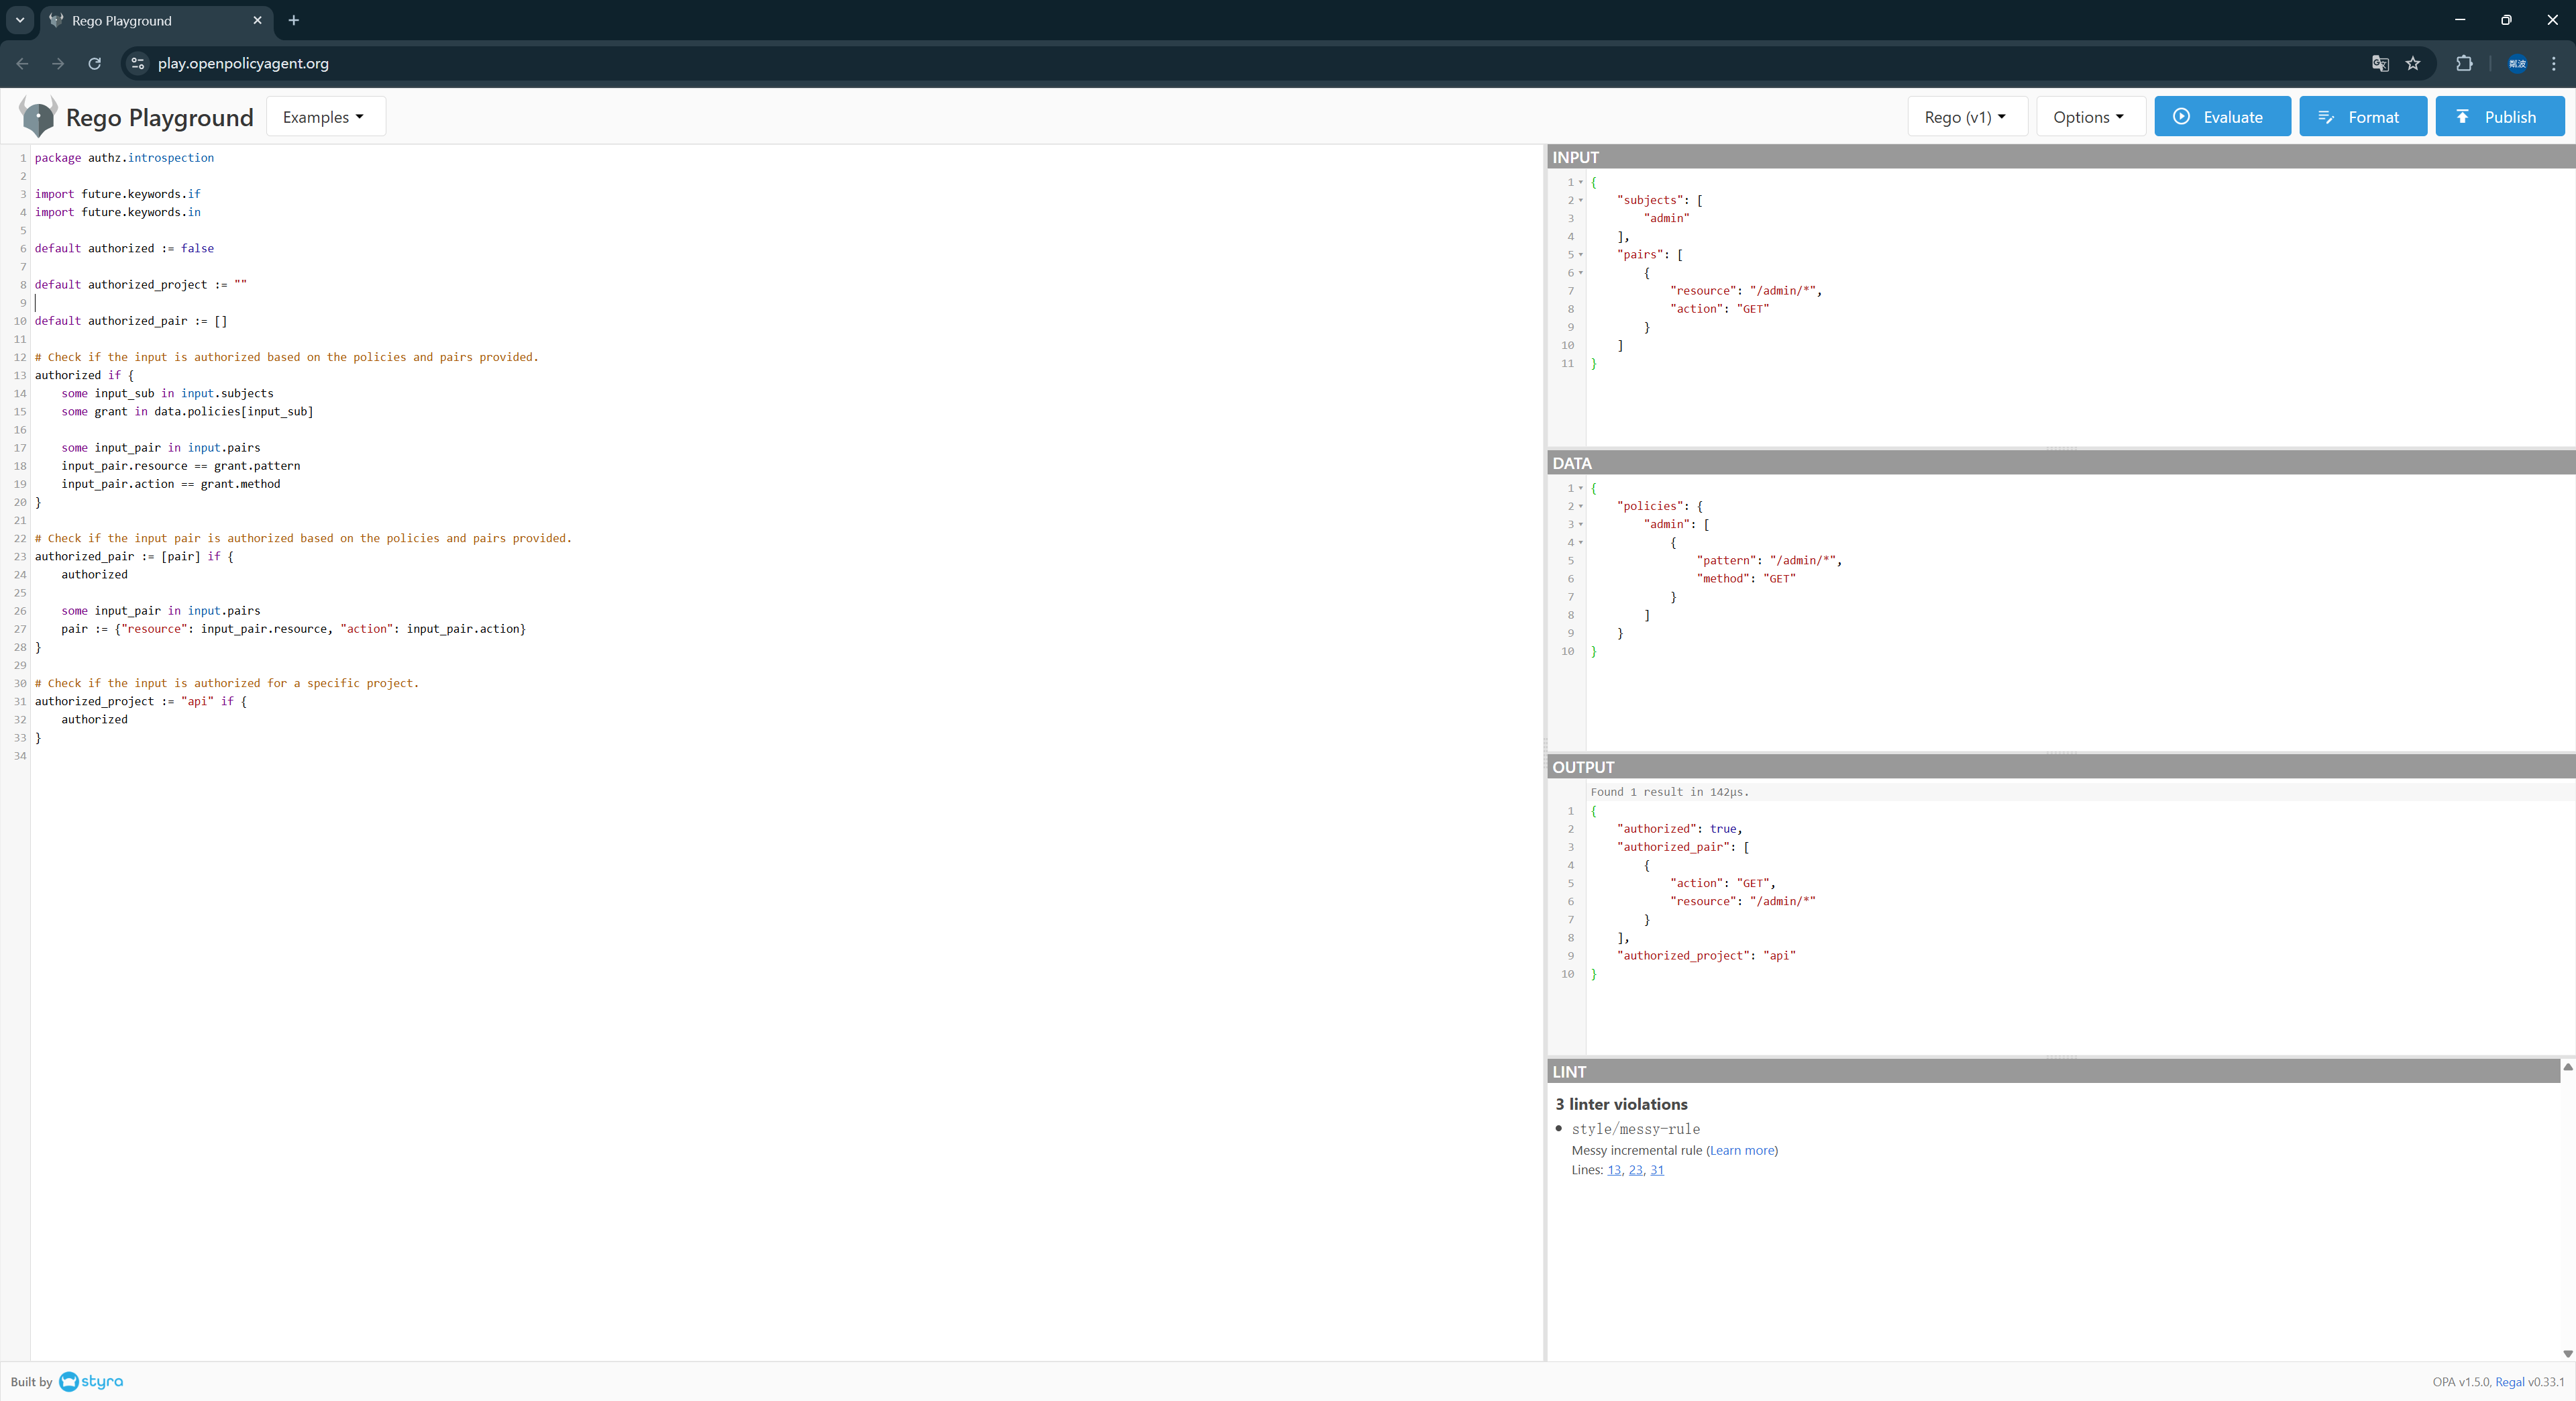 Rego Playground
play.openpolicyagent.org
飘波
Rego Playground
Examples
Rego (v1)
Options
Evaluate
Format
Publish
1 package authz.introspection
2
3 import future.keywords.if
4 import future.keywords.in
5
6 default authorized := false
7
8 default authorized_project := ""
9
10 default authorized_pair := []
11
12 # Check if the input is authorized based on the policies and pairs provided.
13 authorized if {
14     some input_sub in input.subjects
15     some grant in data.policies[input_sub]
16
17     some input_pair in input.pairs
18     input_pair.resource == grant.pattern
19     input_pair.action == grant.method
20 }
21
22 # Check if the input pair is authorized based on the policies and pairs provided.
23 authorized_pair := [pair] if {
24     authorized
25
26     some input_pair in input.pairs
27     pair := {"resource": input_pair.resource, "action": input_pair.action}
28 }
29
30 # Check if the input is authorized for a specific project.
31 authorized_project := "api" if {
32     authorized
33 }
34
INPUT
1 {
2     "subjects": [
3         "admin"
4     ],
5     "pairs": [
6         {
7             "resource": "/admin/*",
8             "action": "GET"
9         }
10     ]
11 }
DATA
1 {
2     "policies": {
3         "admin": [
4             {
5                 "pattern": "/admin/*",
6                 "method": "GET"
7             }
8         ]
9     }
10 }
OUTPUT
Found 1 result in 142µs.
1 {
2     "authorized": true,
3     "authorized_pair": [
4         {
5             "action": "GET",
6             "resource": "/admin/*"
7         }
8     ],
9     "authorized_project": "api"
10 }
LINT
3 linter violations
style/messy-rule
Messy incremental rule (Learn more)
Lines: 13, 23, 31
Built by styra
OPA v1.5.0, Regal v0.33.1